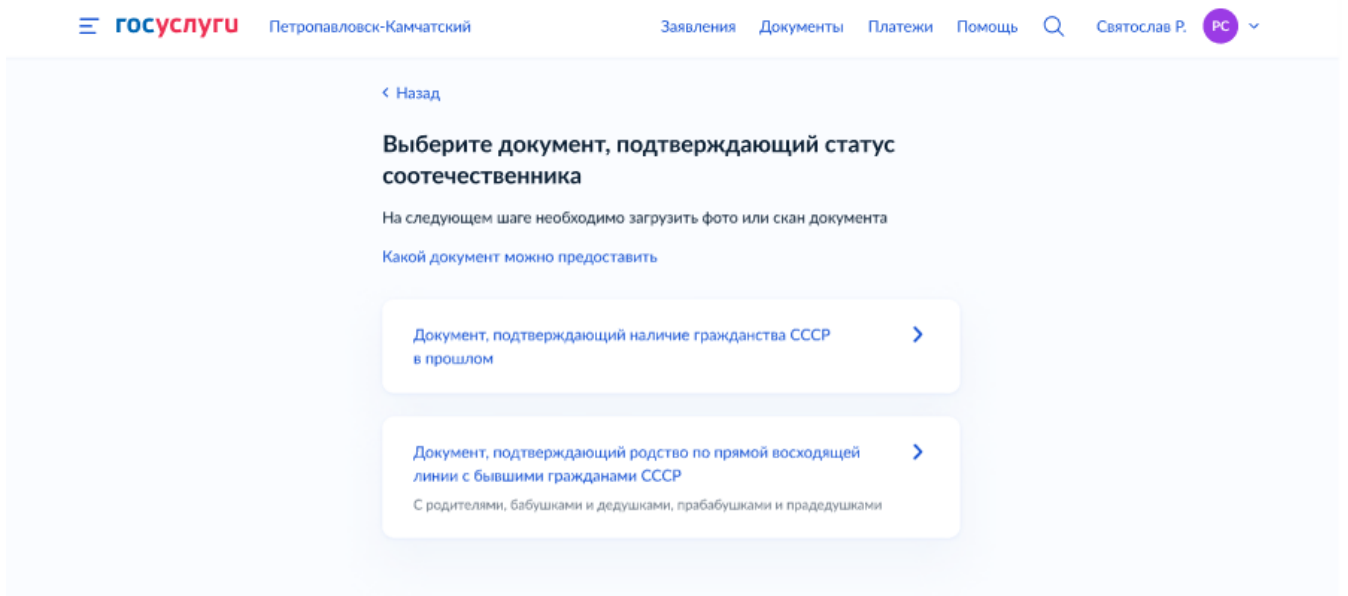 госуслуги Петропавловск-Камчатский Заявления Документы Платежи Помощь Святослав Р. РС
Назад
Выберите документ, подтверждающий статус
соотечественника
На следующем шаге необходимо загрузить фото или скан документа
Какой документ можно предоставить
Документ, подтверждающий наличие гражданства СССР
в прошлом
Документ, подтверждающий родство по прямой восходящей
линии с бывшими гражданами СССР
С родителями, бабушками и дедушками, прабабушками и прадедушками